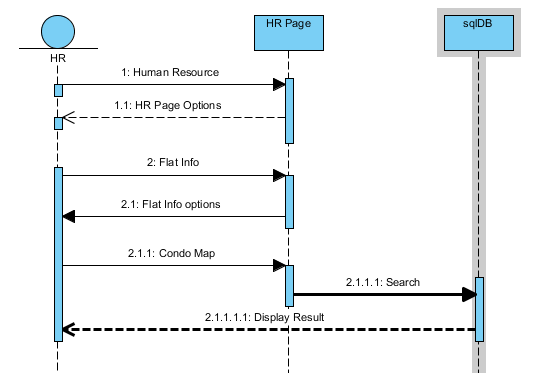 HR
HR Page
sqlDB
1: Human Resource
1.1: HR Page Options
2: Flat Info
2.1: Flat Info options
2.1.1: Condo Map
2.1.1.1: Search
2.1.1.1.1: Display Result